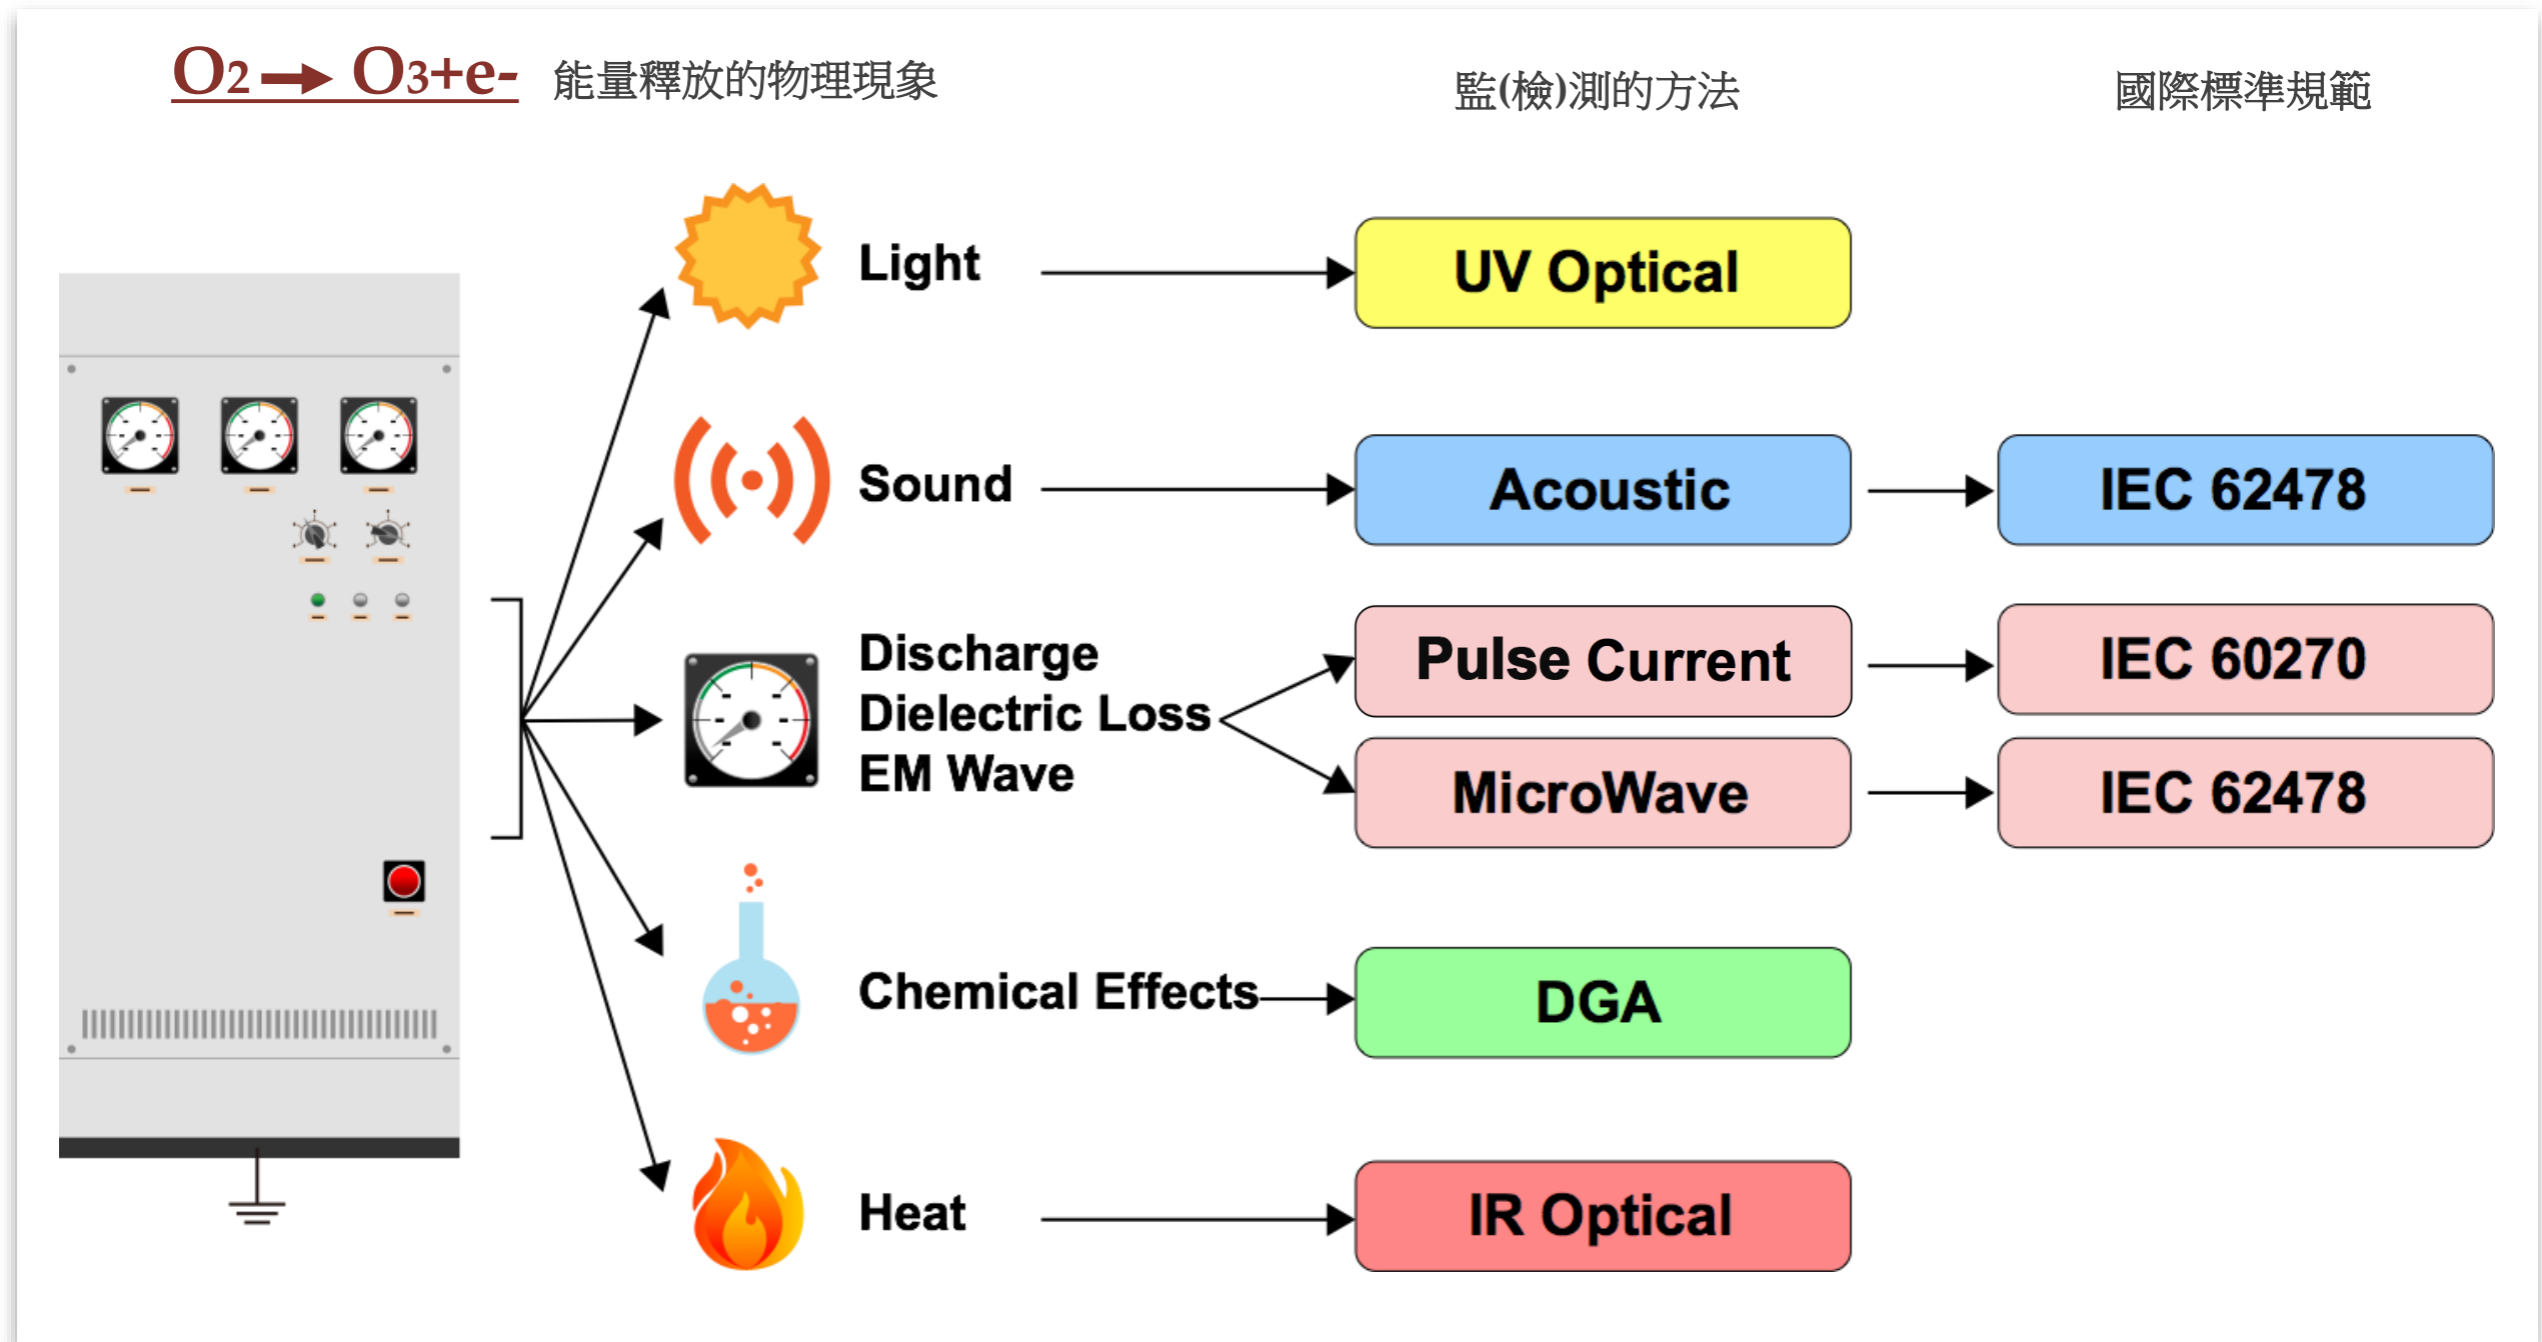 O2 → O3+e- 能量釋放的物理現象 監(檢)測的方法 國際標準規範
Light UV Optical
Sound Acoustic IEC 62478
Discharge
Dielectric Loss
EM Wave
Pulse Current IEC 60270
MicroWave IEC 62478
Chemical Effects DGA
Heat IR Optical